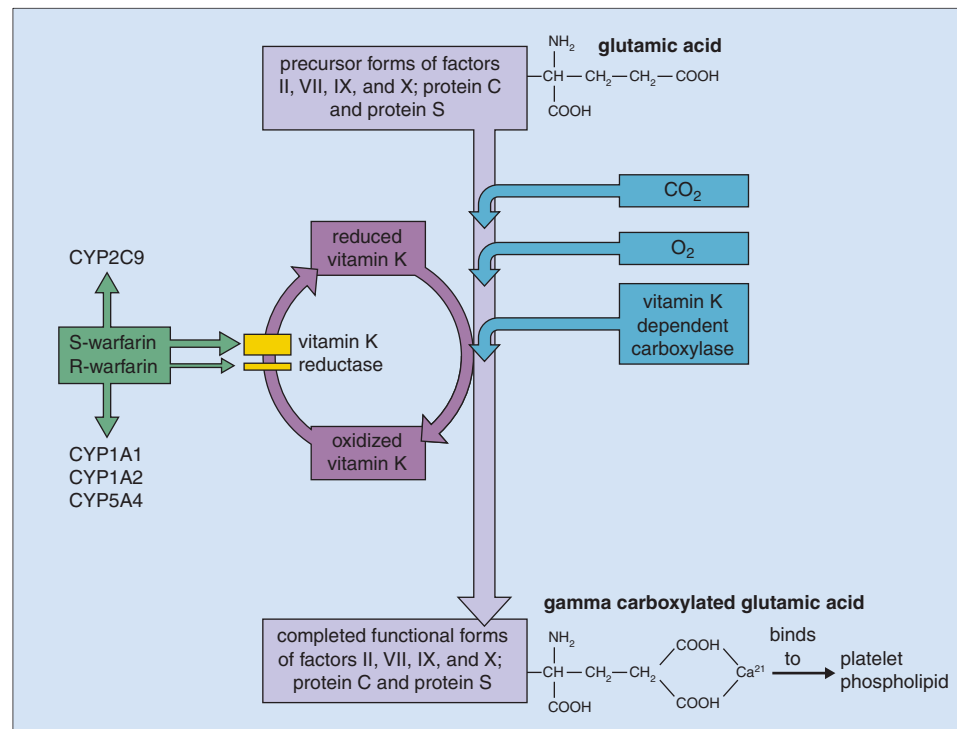 precursor forms of factors
II, VII, IX, and X; protein C
and protein S
NH2
glutamic acid
CH—CH2—CH2—COOH
COOH
CO2
O2
vitamin K
dependent
carboxylase
reduced
vitamin K
CYP2C9
S-warfarin
R-warfarin
vitamin K
reductase
oxidized
vitamin K
CYP1A1
CYP1A2
CYP5A4
gamma carboxylated glutamic acid
completed functional forms
of factors II, VII, IX, and X;
protein C and protein S
NH2
CH—CH2—CH2
COOH
COOH
COOH
Ca21
binds
to
platelet
phospholipid